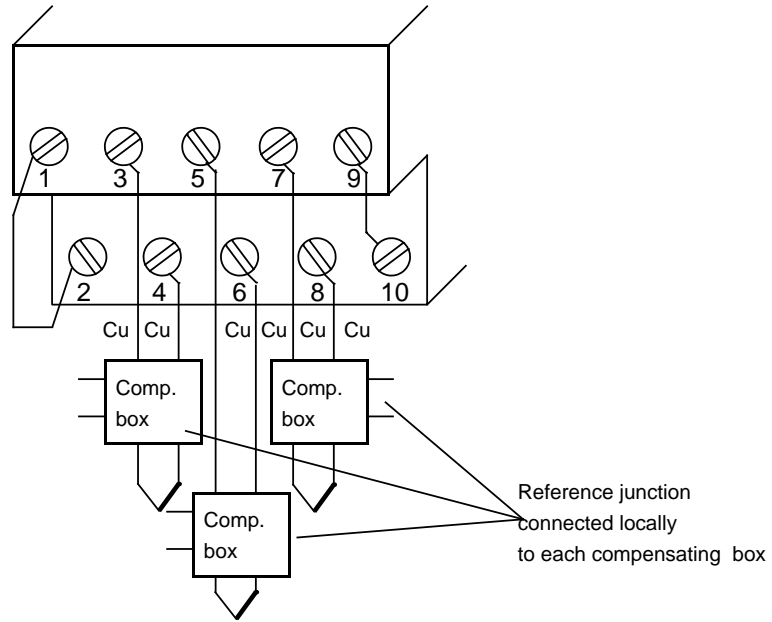 1 3 5 7 9
2 4 6 8 10
Cu Cu Cu Cu Cu Cu
Comp.
box
Comp.
box
Comp.
box
Reference junction
connected locally
to each compensating box